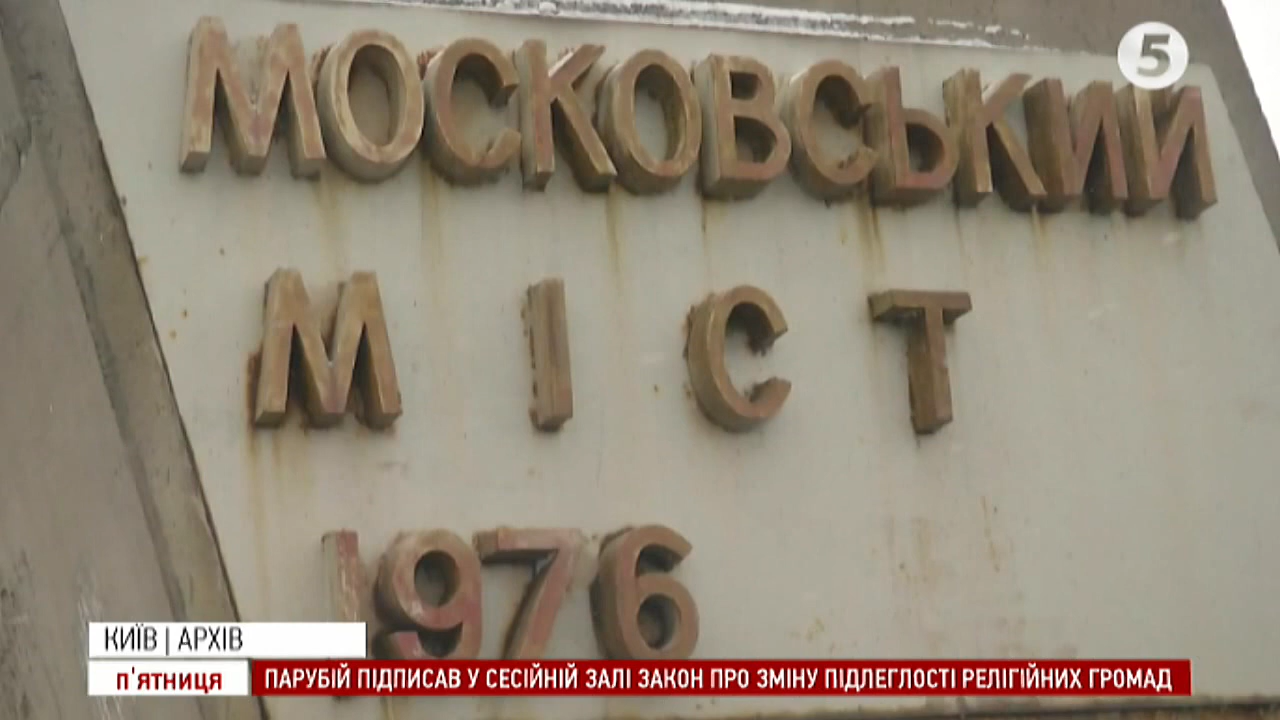 5
МОСКОВСЬКИЙ
МІСТ
1976
КИЇВ | АРХІВ
П'ЯТНИЦЯ
ПАРУБІЙ ПІДПИСАВ У СЕСІЙНІЙ ЗАЛІ ЗАКОН ПРО ЗМІНУ ПІДЛЕГЛОСТІ РЕЛІГІЙНИХ ГРОМАД